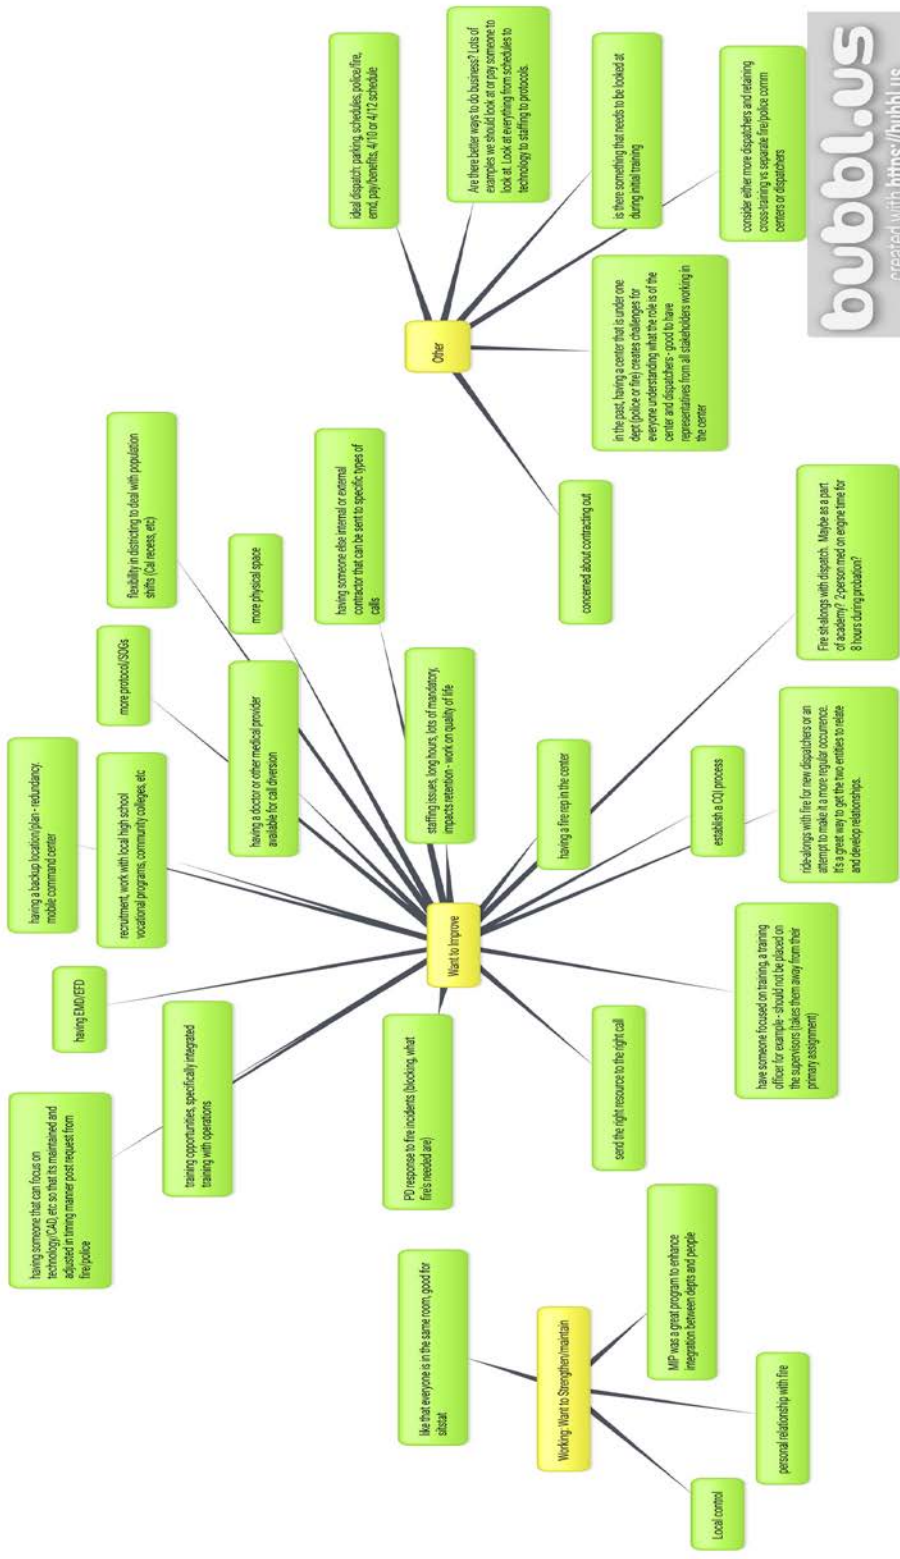 having someone that can focus on
technology/CAD, etc so that its maintained and
adjusted in timing manner post request from
fire/police
having EMD/EFD
having a backup location/plan - redundancy.
mobile command center
recruitment, work with local high school
vocational programs, community colleges, etc
more protocol/SOGs
flexibility in districting to deal with population
shifts (Cal recess, etc)
training opportunities, specifically integrated
training with operations
having a doctor or other medical provider
available for call diversion
more physical space
having someone else internal or external
contractor that can be sent to specific types of
calls
PD response to fire incidents (blocking, what
fire's needed are)
Want to Improve
staffing issues, long hours, lots of mandatory,
impacts retention - work on quality of life
having a fire rep in the center
send the right resource to the right call
establish a CQI process
have someone focused on training, a training
officer for example - should not be placed on
the supervisors (takes them away from their
primary assignment)
ride-alongs with fire for new dispatchers or an
attempt to make it a more regular occurrence.
It's a great way to get the two entities to relate
and develop relationships.
Fire sit-alongs with dispatch. Maybe as a part
of academy? 2-person med on engine time for
8 hours during probation?
like that everyone is in the same room, good for
sitstat
Working: Want to Strengthen/maintain
MIP was a great program to enhance
integration between depts and people
Local control
personal relationship with fire
ideal dispatch: parking, schedules, police/fire,
emd, pay/benefits, 4/10 or 4/12 schedule
Other
Are there better ways to do business? Lots of
examples we should look at or pay someone to
look at. Look at everything from schedules to
technology to staffing to protocols.
is there something that needs to be looked at
during initial training
concerned about contracting out
in the past, having a center that is under one
dept (police or fire) creates challenges for
everyone understanding what the role is of the
center and dispatchers - good to have
representatives from all stakeholders working in
the center
consider either more dispatchers and retaining
cross-training vs separate fire/police comm
centers or dispatchers
bubbl.us
created with https://bubbl.us